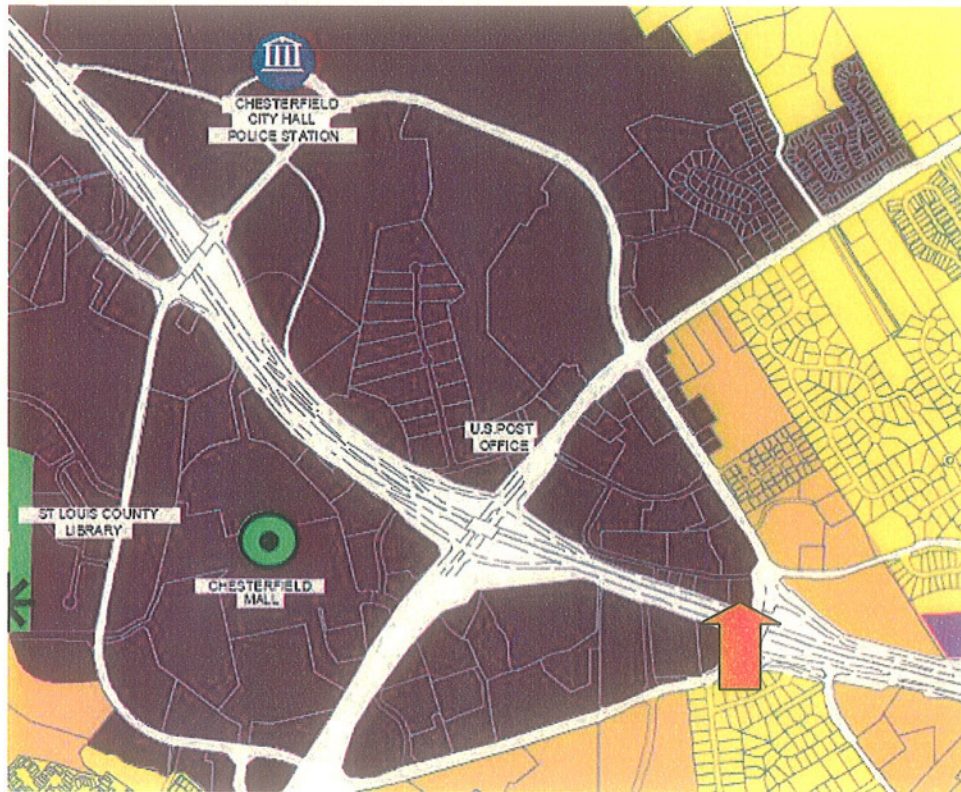 CHESTERFIELD
CITY HALL
POLICE STATION
U.S.POST
OFFICE
ST LOUIS COUNTY
LIBRARY
CHESTERFIELD
MALL
©